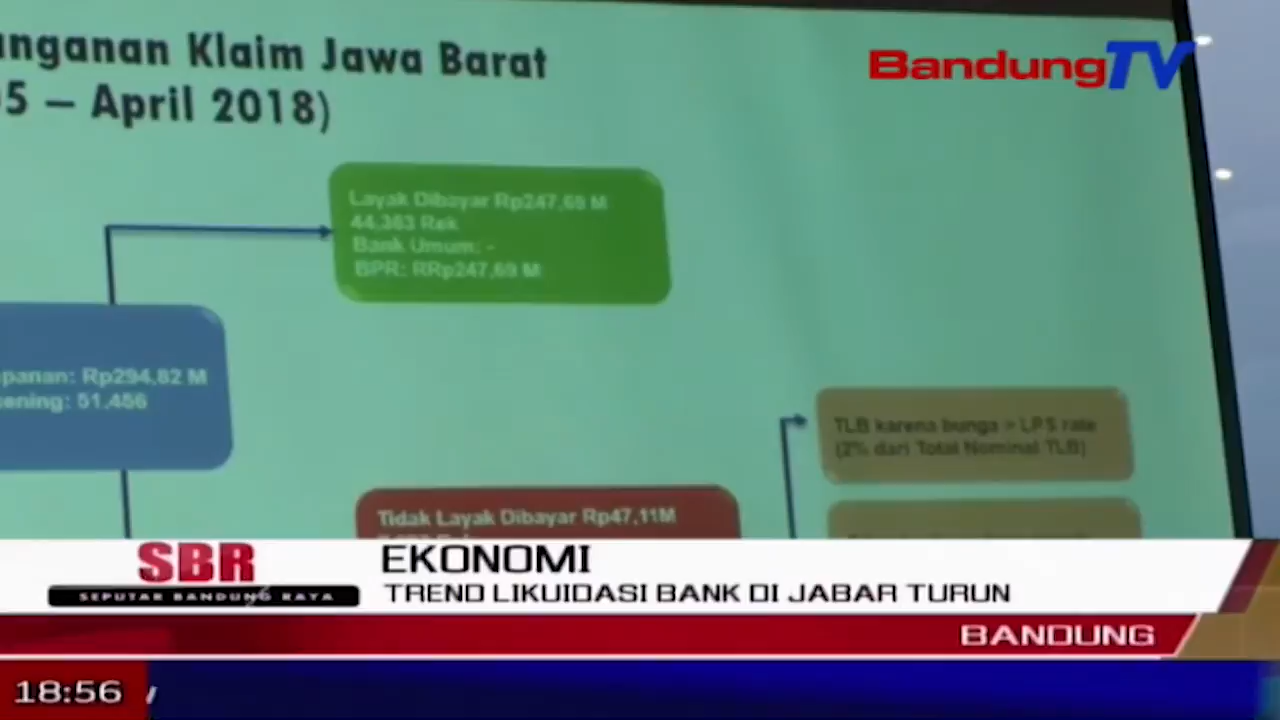 nganan Klaim Jawa Barat
5 – April 2018)
BandungTV
Layak Dibayar Rp247,69 M
44,363 Rek
Bank Umum: -
BPR: RRp247,69 M
panan: Rp294,82 M
ening: 51.456
TLB karena bunga > LPS rate
(2% dari Total Nominal TLB)
Tidak Layak Dibayar Rp47,11M
SBR
SEPUTAR BANDUNG RAYA
EKONOMI
TREND LIKUIDASI BANK DI JABAR TURUN
BANDUNG
18:56